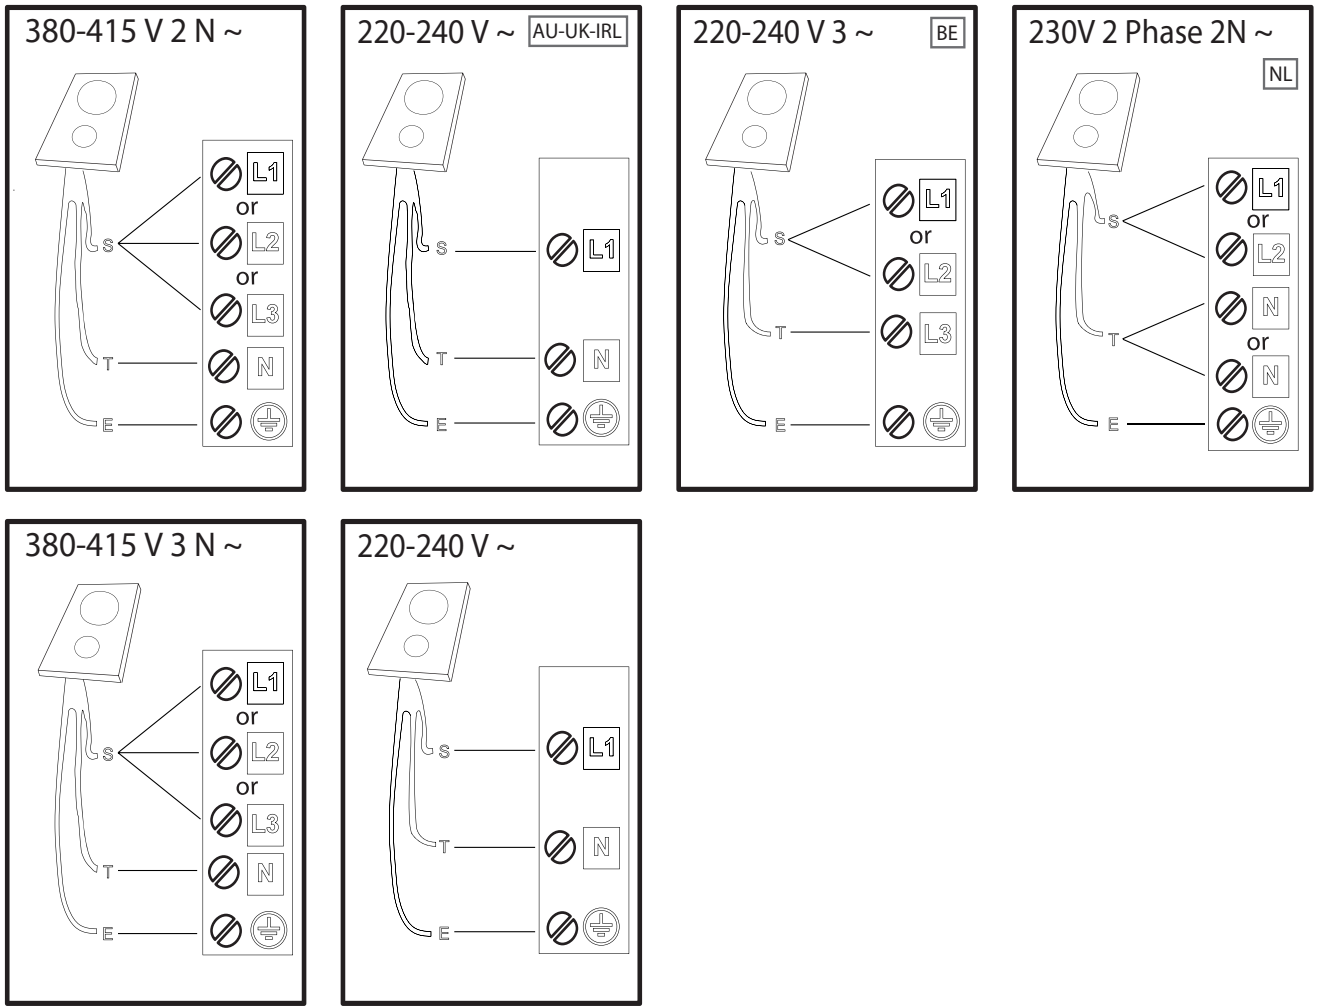 380-415 V 2 N ~
L1
or
S
L2
or
L3
T
N
E
220-240 V ~ AU-UK-IRL
S
L1
T
N
E
220-240 V 3 ~ BE
L1
S
or
L2
T
L3
E
230V 2 Phase 2N ~
NL
L1
S
or
L2
N
T
or
N
E
380-415 V 3 N ~
L1
or
S
L2
or
L3
T
N
E
220-240 V ~
S
L1
T
N
E